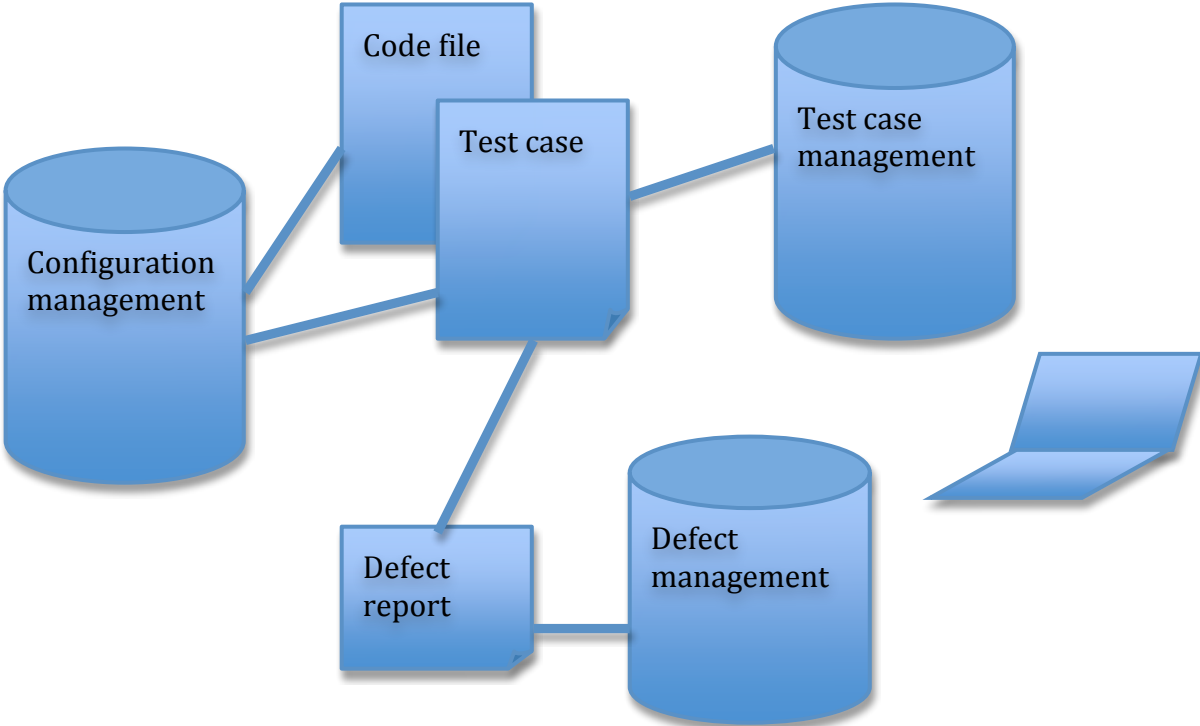 Code file
Test case
Test case
management
Configuration
management
Defect
report
Defect
management